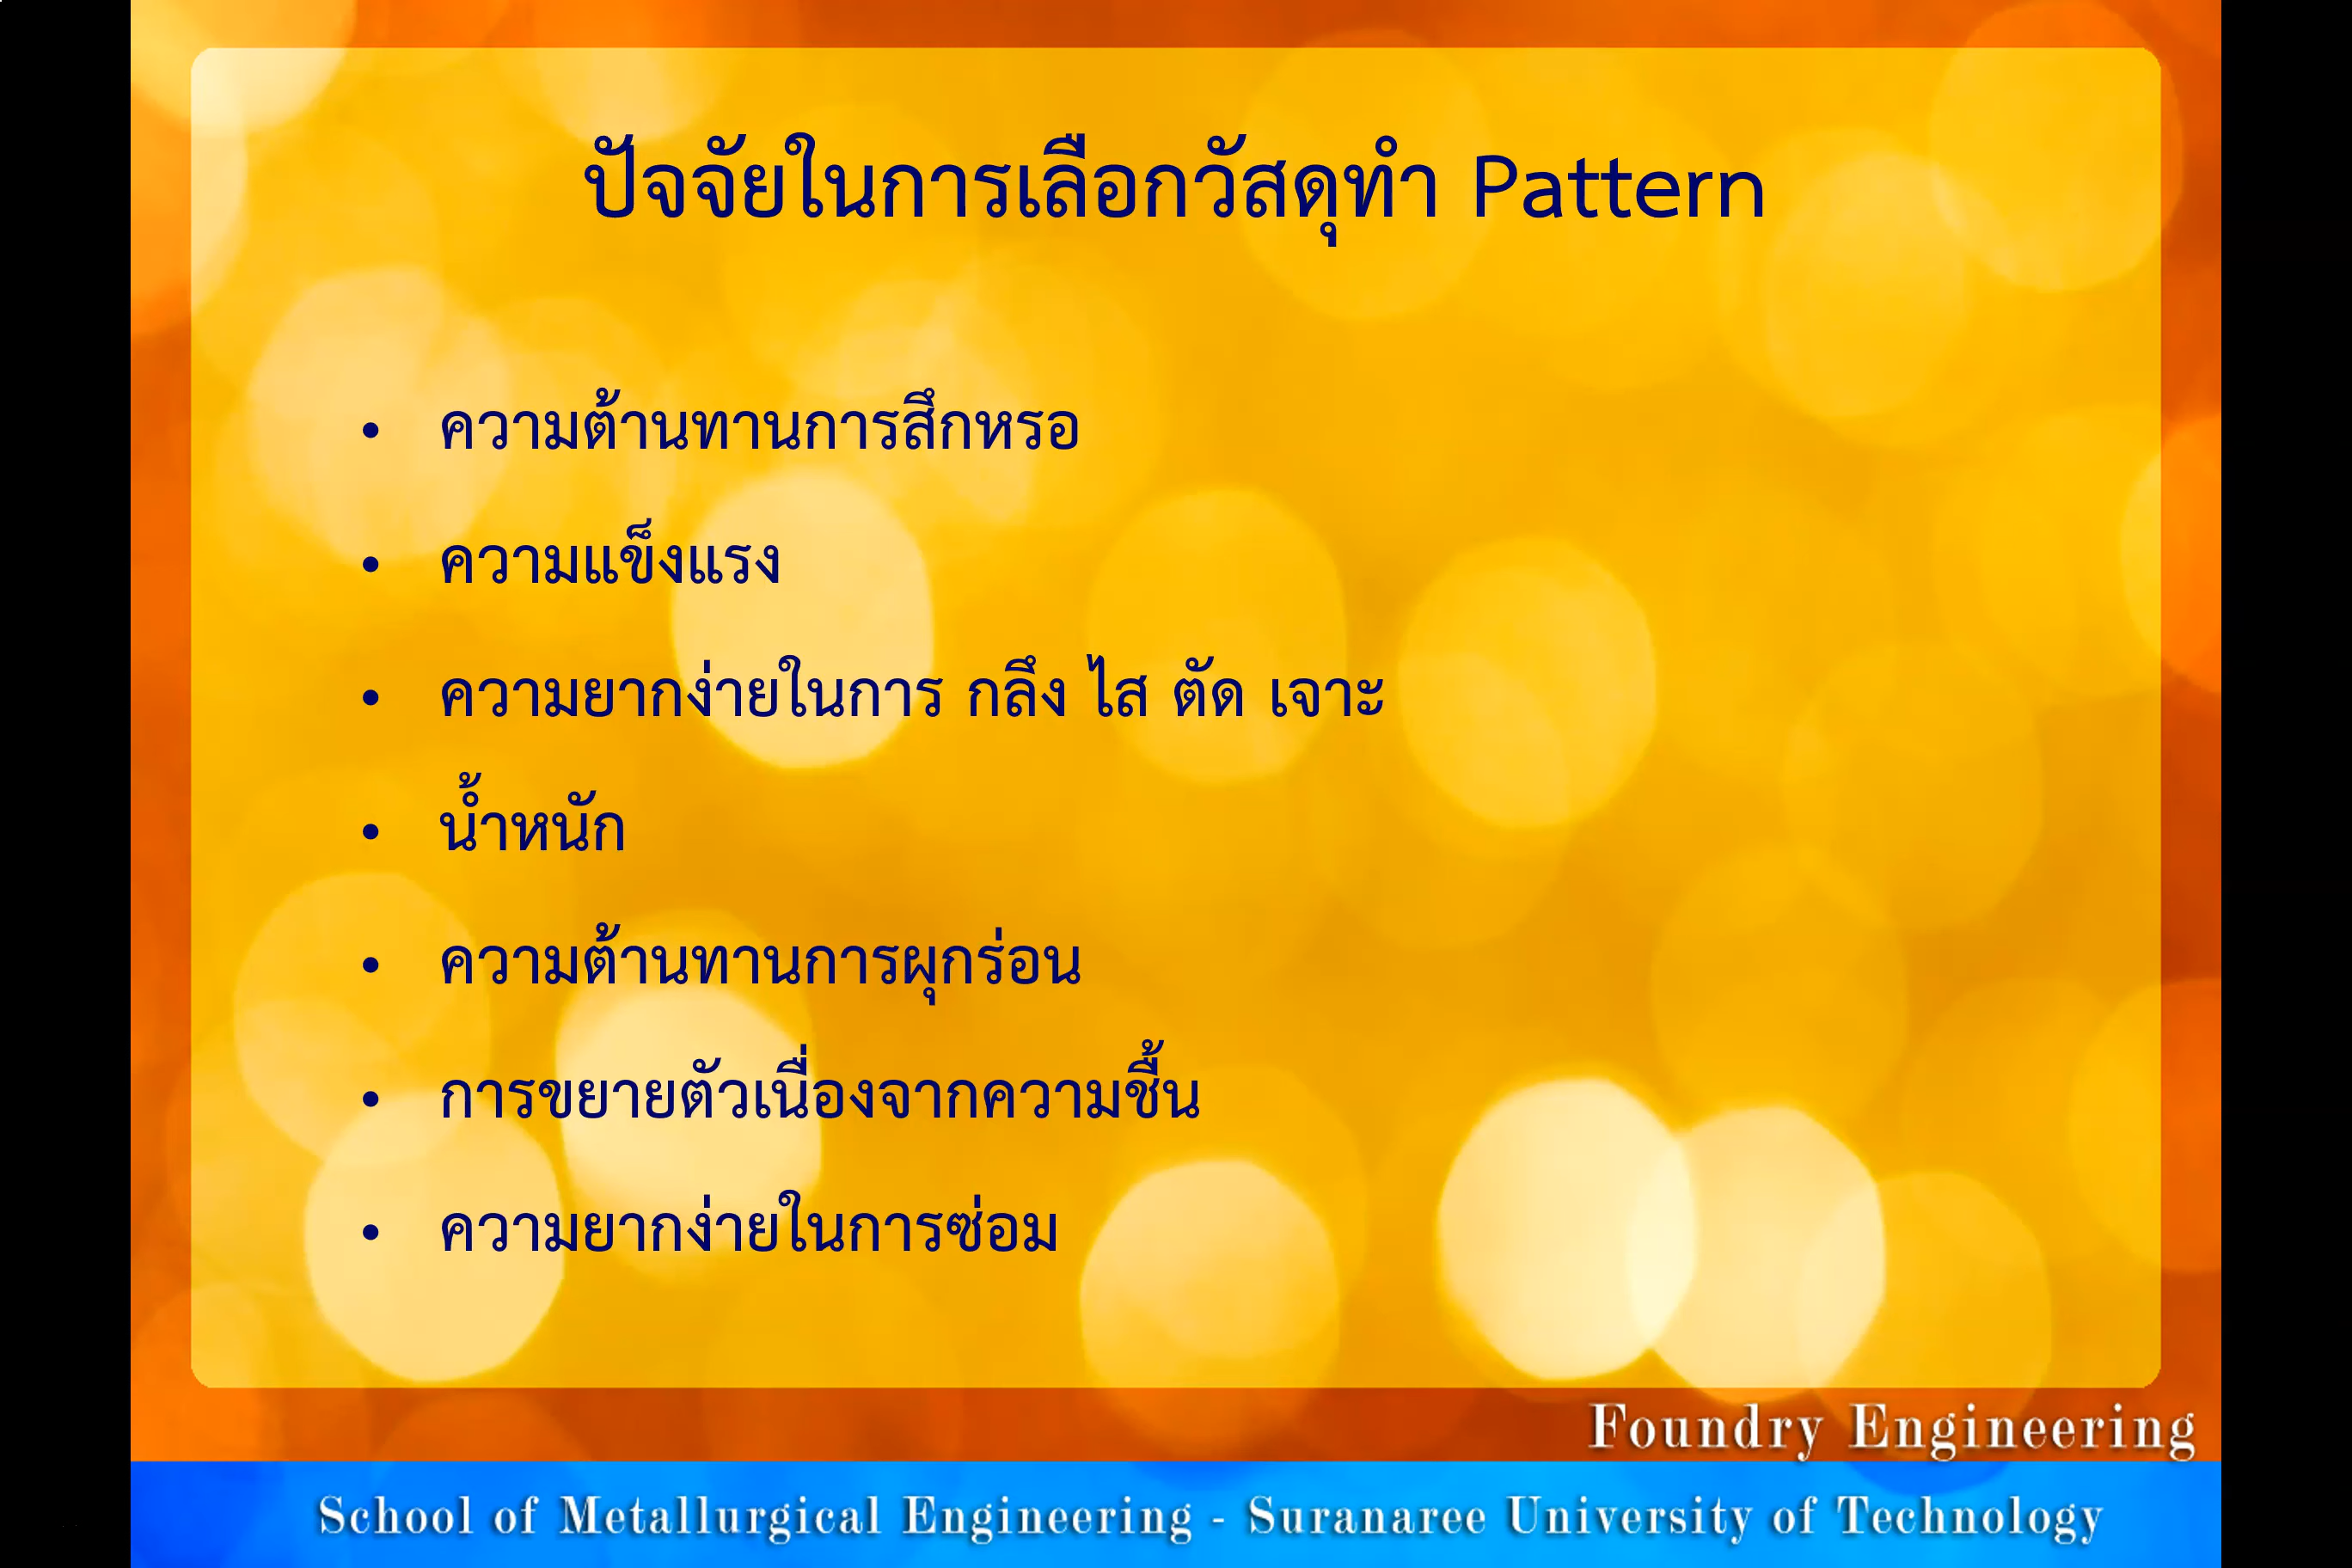 ปัจจัยในการเลือกวัสดุทำ Pattern
• ความต้านทานการสึกหรอ
• ความแข็งแรง
• ความยากง่ายในการ กลึง ไส ตัด เจาะ
• น้ำหนัก
• ความต้านทานการผุกร่อน
• การขยายตัวเนื่องจากความชื้น
• ความยากง่ายในการซ่อม
Foundry Engineering
School of Metallurgical Engineering - Suranaree University of Technology